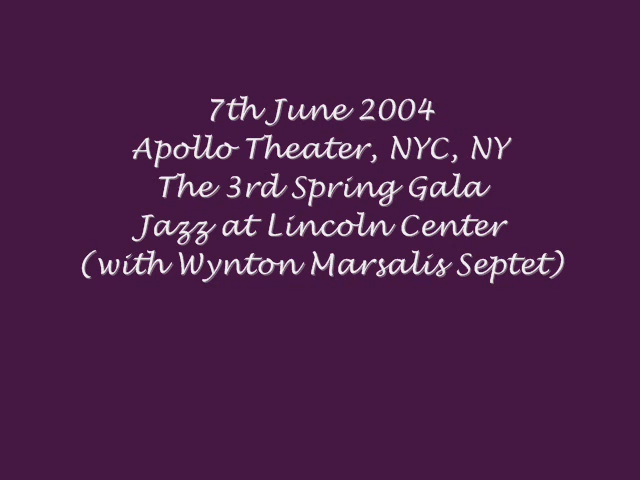 7th June 2004
Apollo Theater, NYC, NY
The 3rd Spring Gala
Jazz at Lincoln Center
(with Wynton Marsalis Septet)